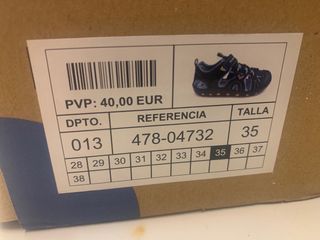 PVP: 40,00 EUR
DPTO. REFERENCIA TALLA
013 478-04732 35
28 29 30 31 32 33 34 35 36 37
38